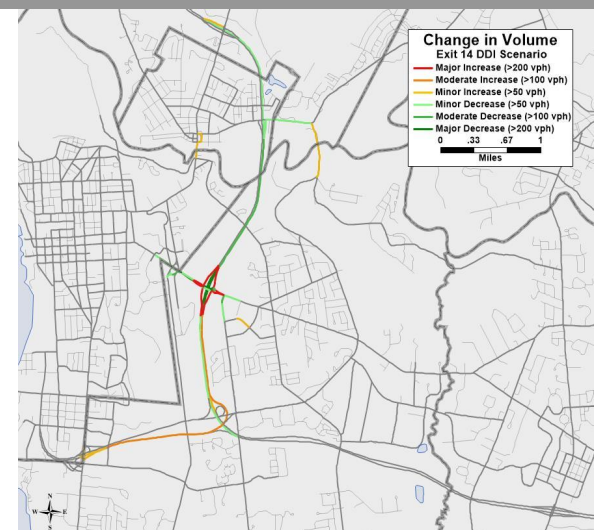 Change in Volume
Exit 14 DDI Scenario
Major Increase (>200 vph)
Moderate Increase (>100 vph)
Minor Increase (>50 vph)
Minor Decrease (>50 vph)
Moderate Decrease (>100 vph)
Major Decrease (>200 vph)
0 .33 .67 1
Miles
N
W E
S